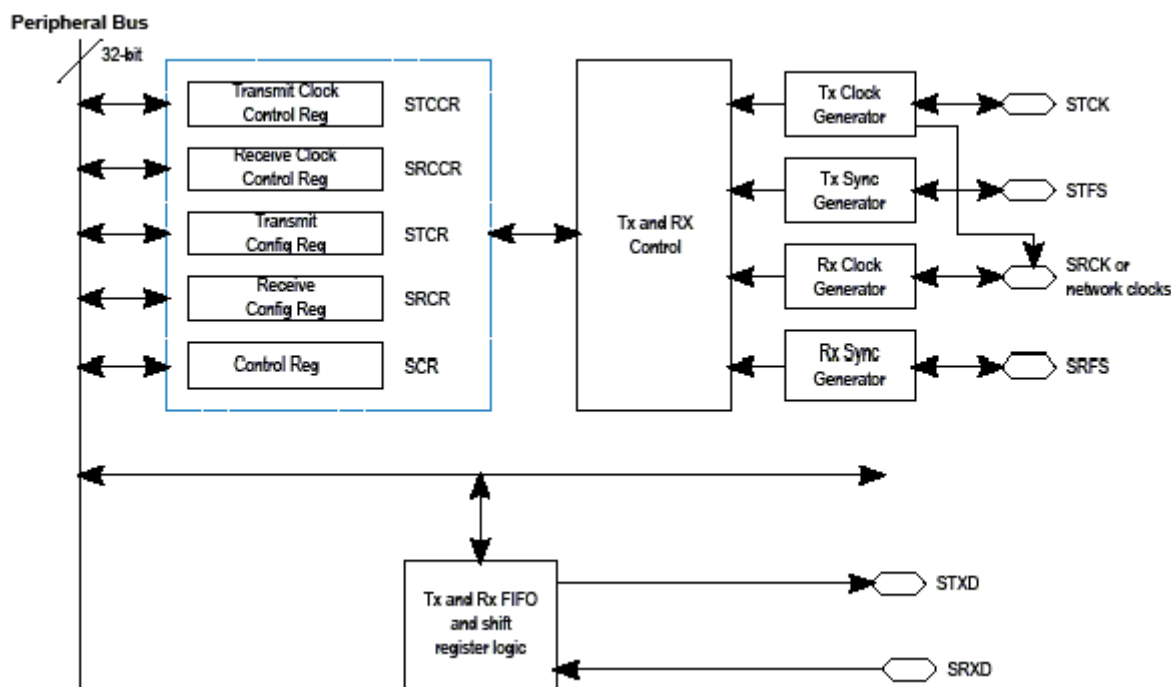 Peripheral Bus
32-bit
Transmit Clock
Control Reg
STCCR
Receive Clock
Control Reg
SRCCR
Transmit
Config Reg
STCR
Receive
Config Reg
SRCR
Control Reg
SCR
Tx and RX
Control
Tx Clock
Generator
STCK
Tx Sync
Generator
STFS
Rx Clock
Generator
SRCK or
network clocks
Rx Sync
Generator
SRFS
Tx and Rx FIFO
and shift
register logic
STXD
SRXD